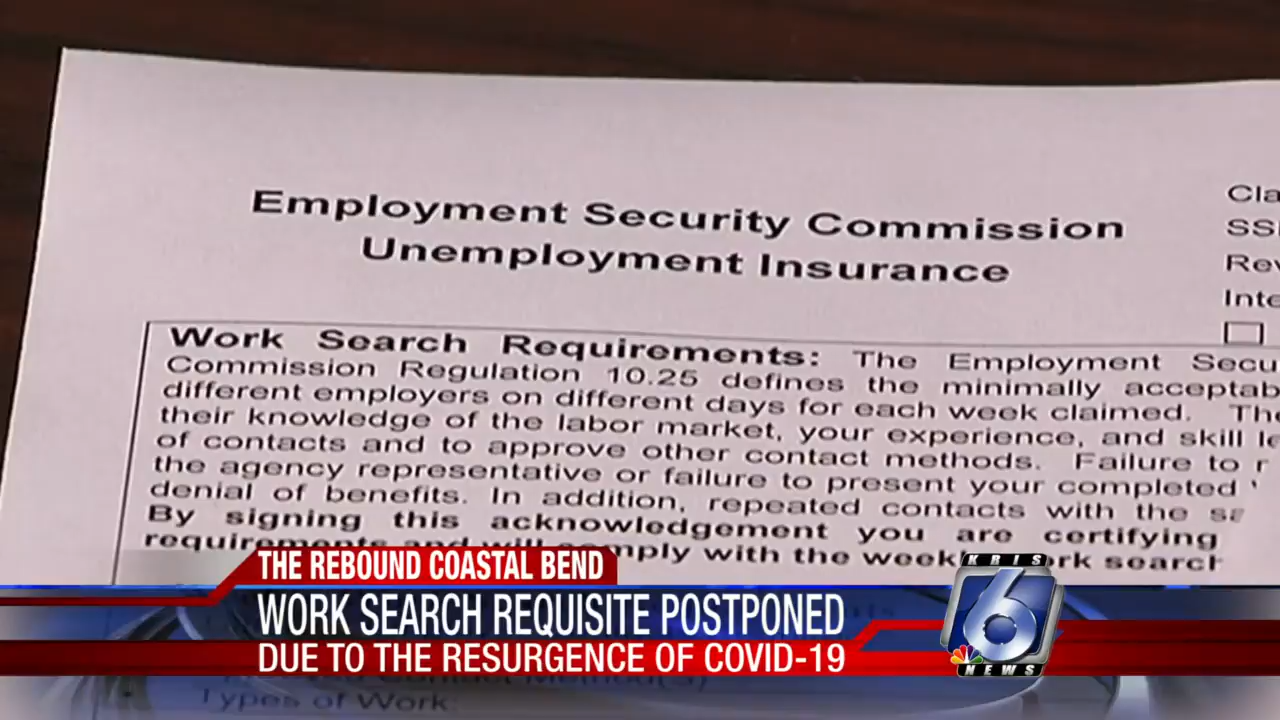 Employment Security Commission
Unemployment Insurance
Cla
SS
Rev
Inte
Work Search Requirements: The Employment Secu
Commission Regulation 10.25 defines the minimally acceptab
different employers on different days for each week claimed. The
their knowledge of the labor market, your experience, and skill le
of contacts and to approve other contact methods. Failure to r
the agency representative or failure to present your completed
denial of benefits. In addition, repeated contacts with the sa
By signing this acknowledgement you are certifying
requirements and will comply with the weekly work search
THE REBOUND COASTAL BEND
WORK SEARCH REQUISITE POSTPONED
DUE TO THE RESURGENCE OF COVID-19
KRIS
6
NEWS
Types of Work: